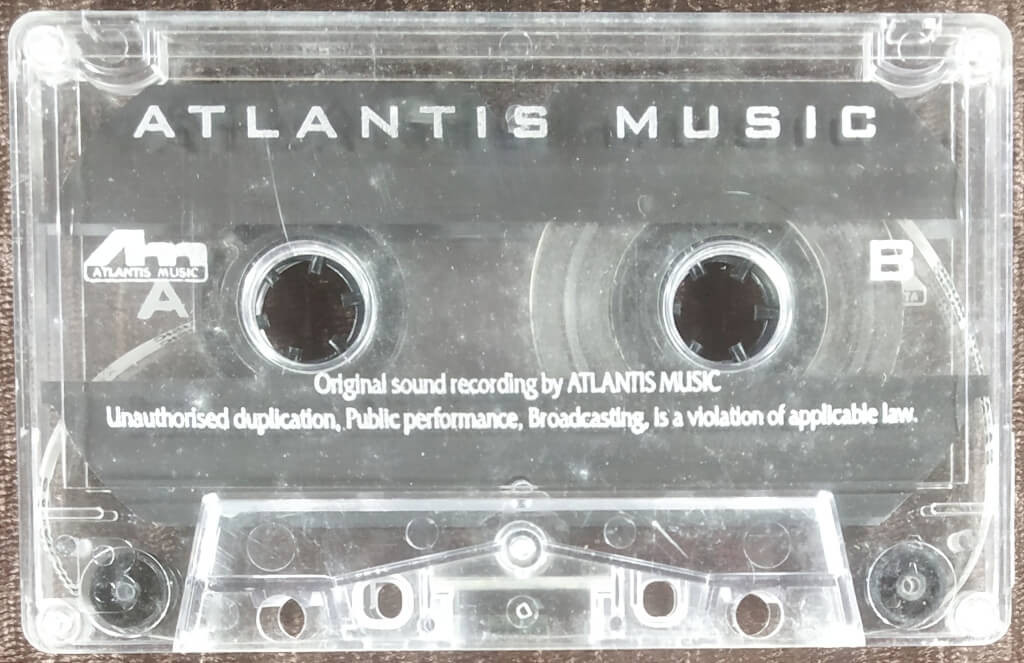 ATLANTIS MUSIC
Am
ATLANTIS MUSIC
A
B
Original sound recording by ATLANTIS MUSIC
Unauthorised duplication, Public performance, Broadcasting, is a violation of applicable law.